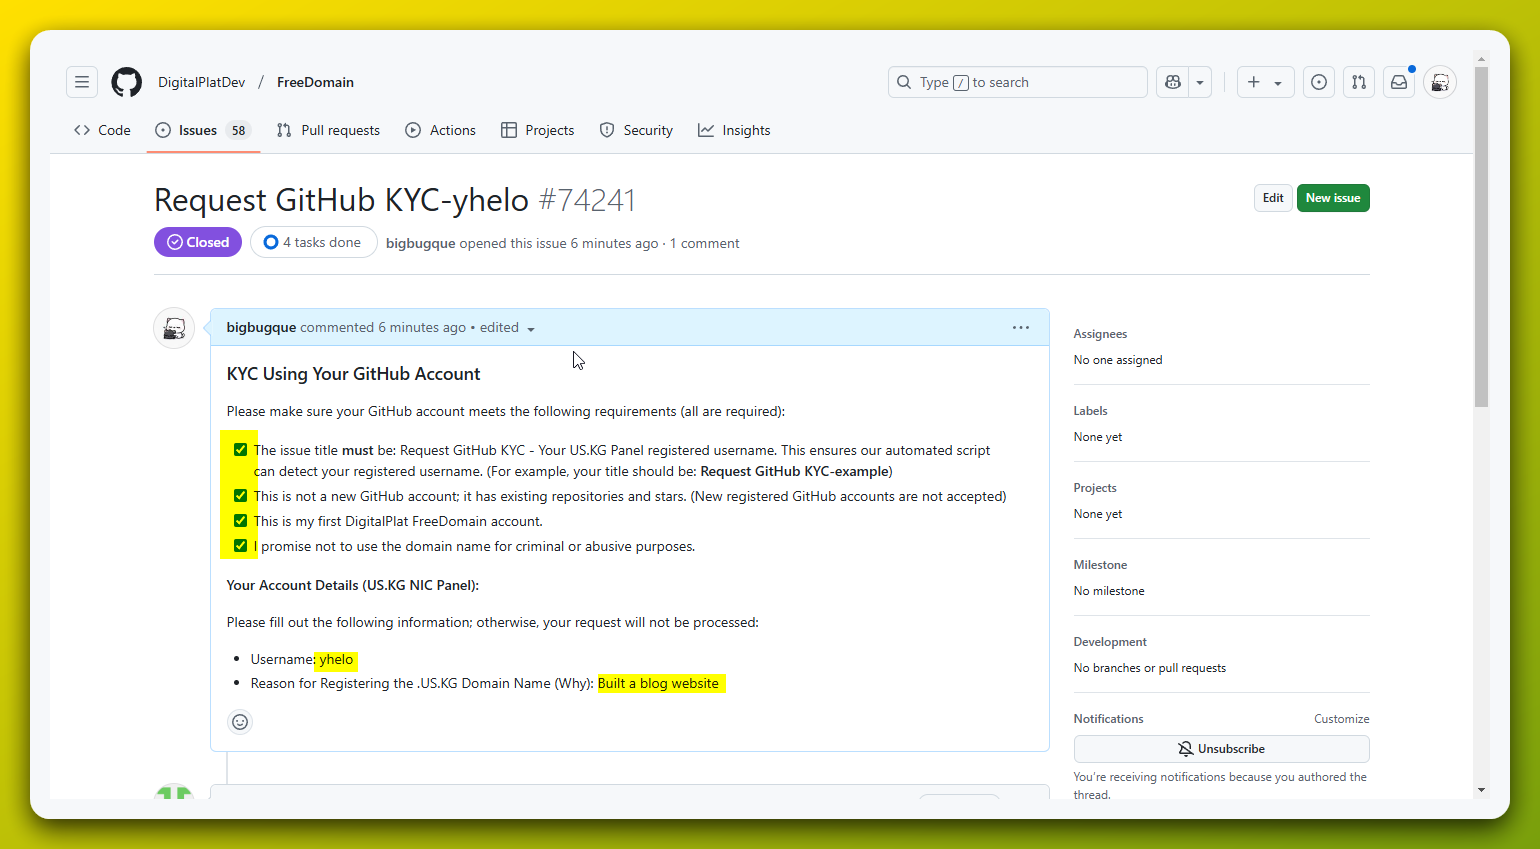 DigitalPlatDev / FreeDomain
Type / to search
Code
Issues 58
Pull requests
Actions
Projects
Security
Insights
Request GitHub KYC-yhelo #74241
Edit
New issue
Closed
4 tasks done
bigbugque opened this issue 6 minutes ago · 1 comment
bigbugque commented 6 minutes ago • edited
KYC Using Your GitHub Account
Please make sure your GitHub account meets the following requirements (all are required):
The issue title must be: Request GitHub KYC - Your US.KG Panel registered username. This ensures our automated script
can detect your registered username. (For example, your title should be: Request GitHub KYC-example)
This is not a new GitHub account; it has existing repositories and stars. (New registered GitHub accounts are not accepted)
This is my first DigitalPlat FreeDomain account.
I promise not to use the domain name for criminal or abusive purposes.
Your Account Details (US.KG NIC Panel):
Please fill out the following information; otherwise, your request will not be processed:
• Username: yhelo
• Reason for Registering the .US.KG Domain Name (Why): Built a blog website
Assignees
No one assigned
Labels
None yet
Projects
None yet
Milestone
No milestone
Development
No branches or pull requests
Notifications
Customize
Unsubscribe
You're receiving notifications because you authored the
thread.